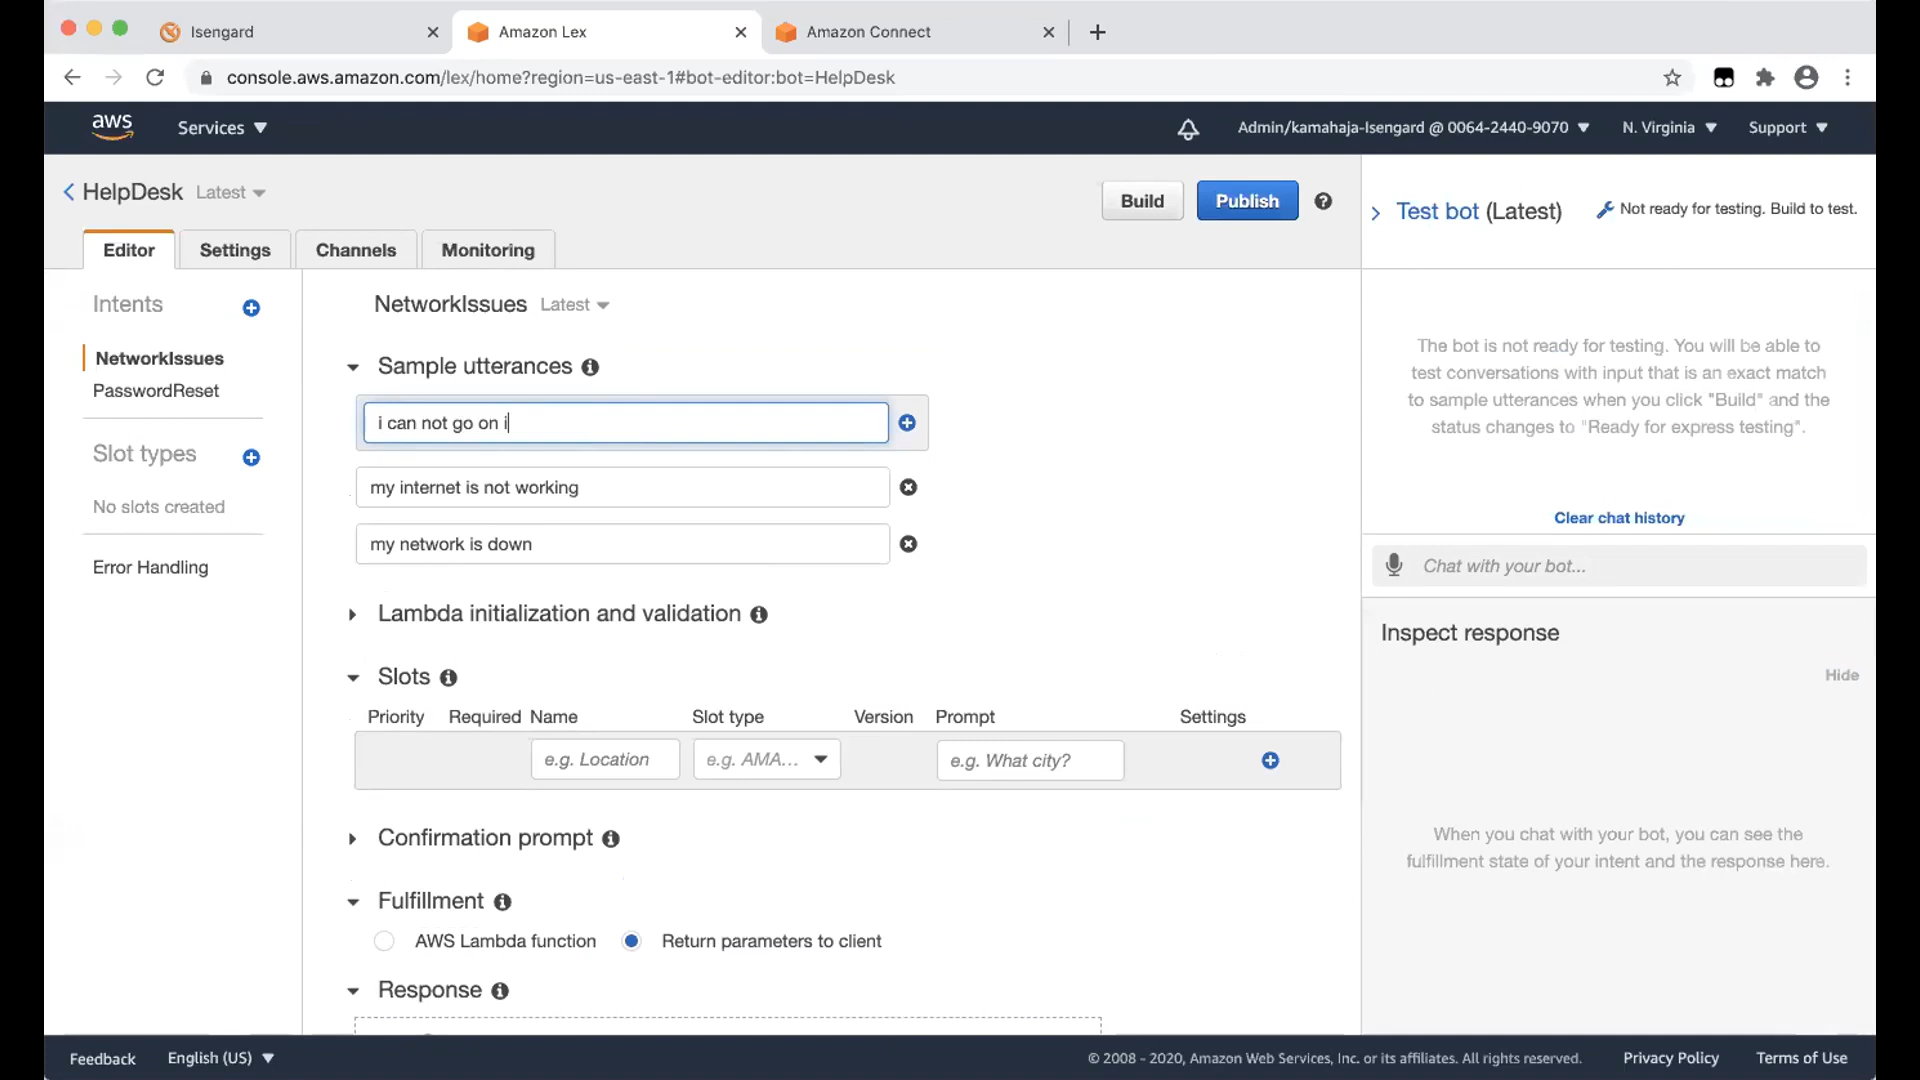 Isengard
Amazon Lex
Amazon Connect
console.aws.amazon.com/lex/home?region=us-east-1#bot-editor:bot=HelpDesk
aws
Services
Admin/kamahaja-Isengard @ 0064-2440-9070
N. Virginia
Support
HelpDesk Latest
Build
Publish
Test bot (Latest)
Not ready for testing. Build to test.
Editor
Settings
Channels
Monitoring
Intents
NetworkIssues
PasswordReset
Slot types
No slots created
Error Handling
NetworkIssues Latest
Sample utterances
i can not go on i
my internet is not working
my network is down
Lambda initialization and validation
Slots
Priority Required Name Slot type Version Prompt Settings
e.g. Location e.g. AMA... e.g. What city?
Confirmation prompt
Fulfillment
AWS Lambda function Return parameters to client
Response
The bot is not ready for testing. You will be able to
test conversations with input that is an exact match
to sample utterances when you click "Build" and the
status changes to "Ready for express testing".
Clear chat history
Chat with your bot...
Inspect response
Hide
When you chat with your bot, you can see the
fulfillment state of your intent and the response here.
Feedback
English (US)
© 2008 - 2020, Amazon Web Services, Inc. or its affiliates. All rights reserved.
Privacy Policy
Terms of Use